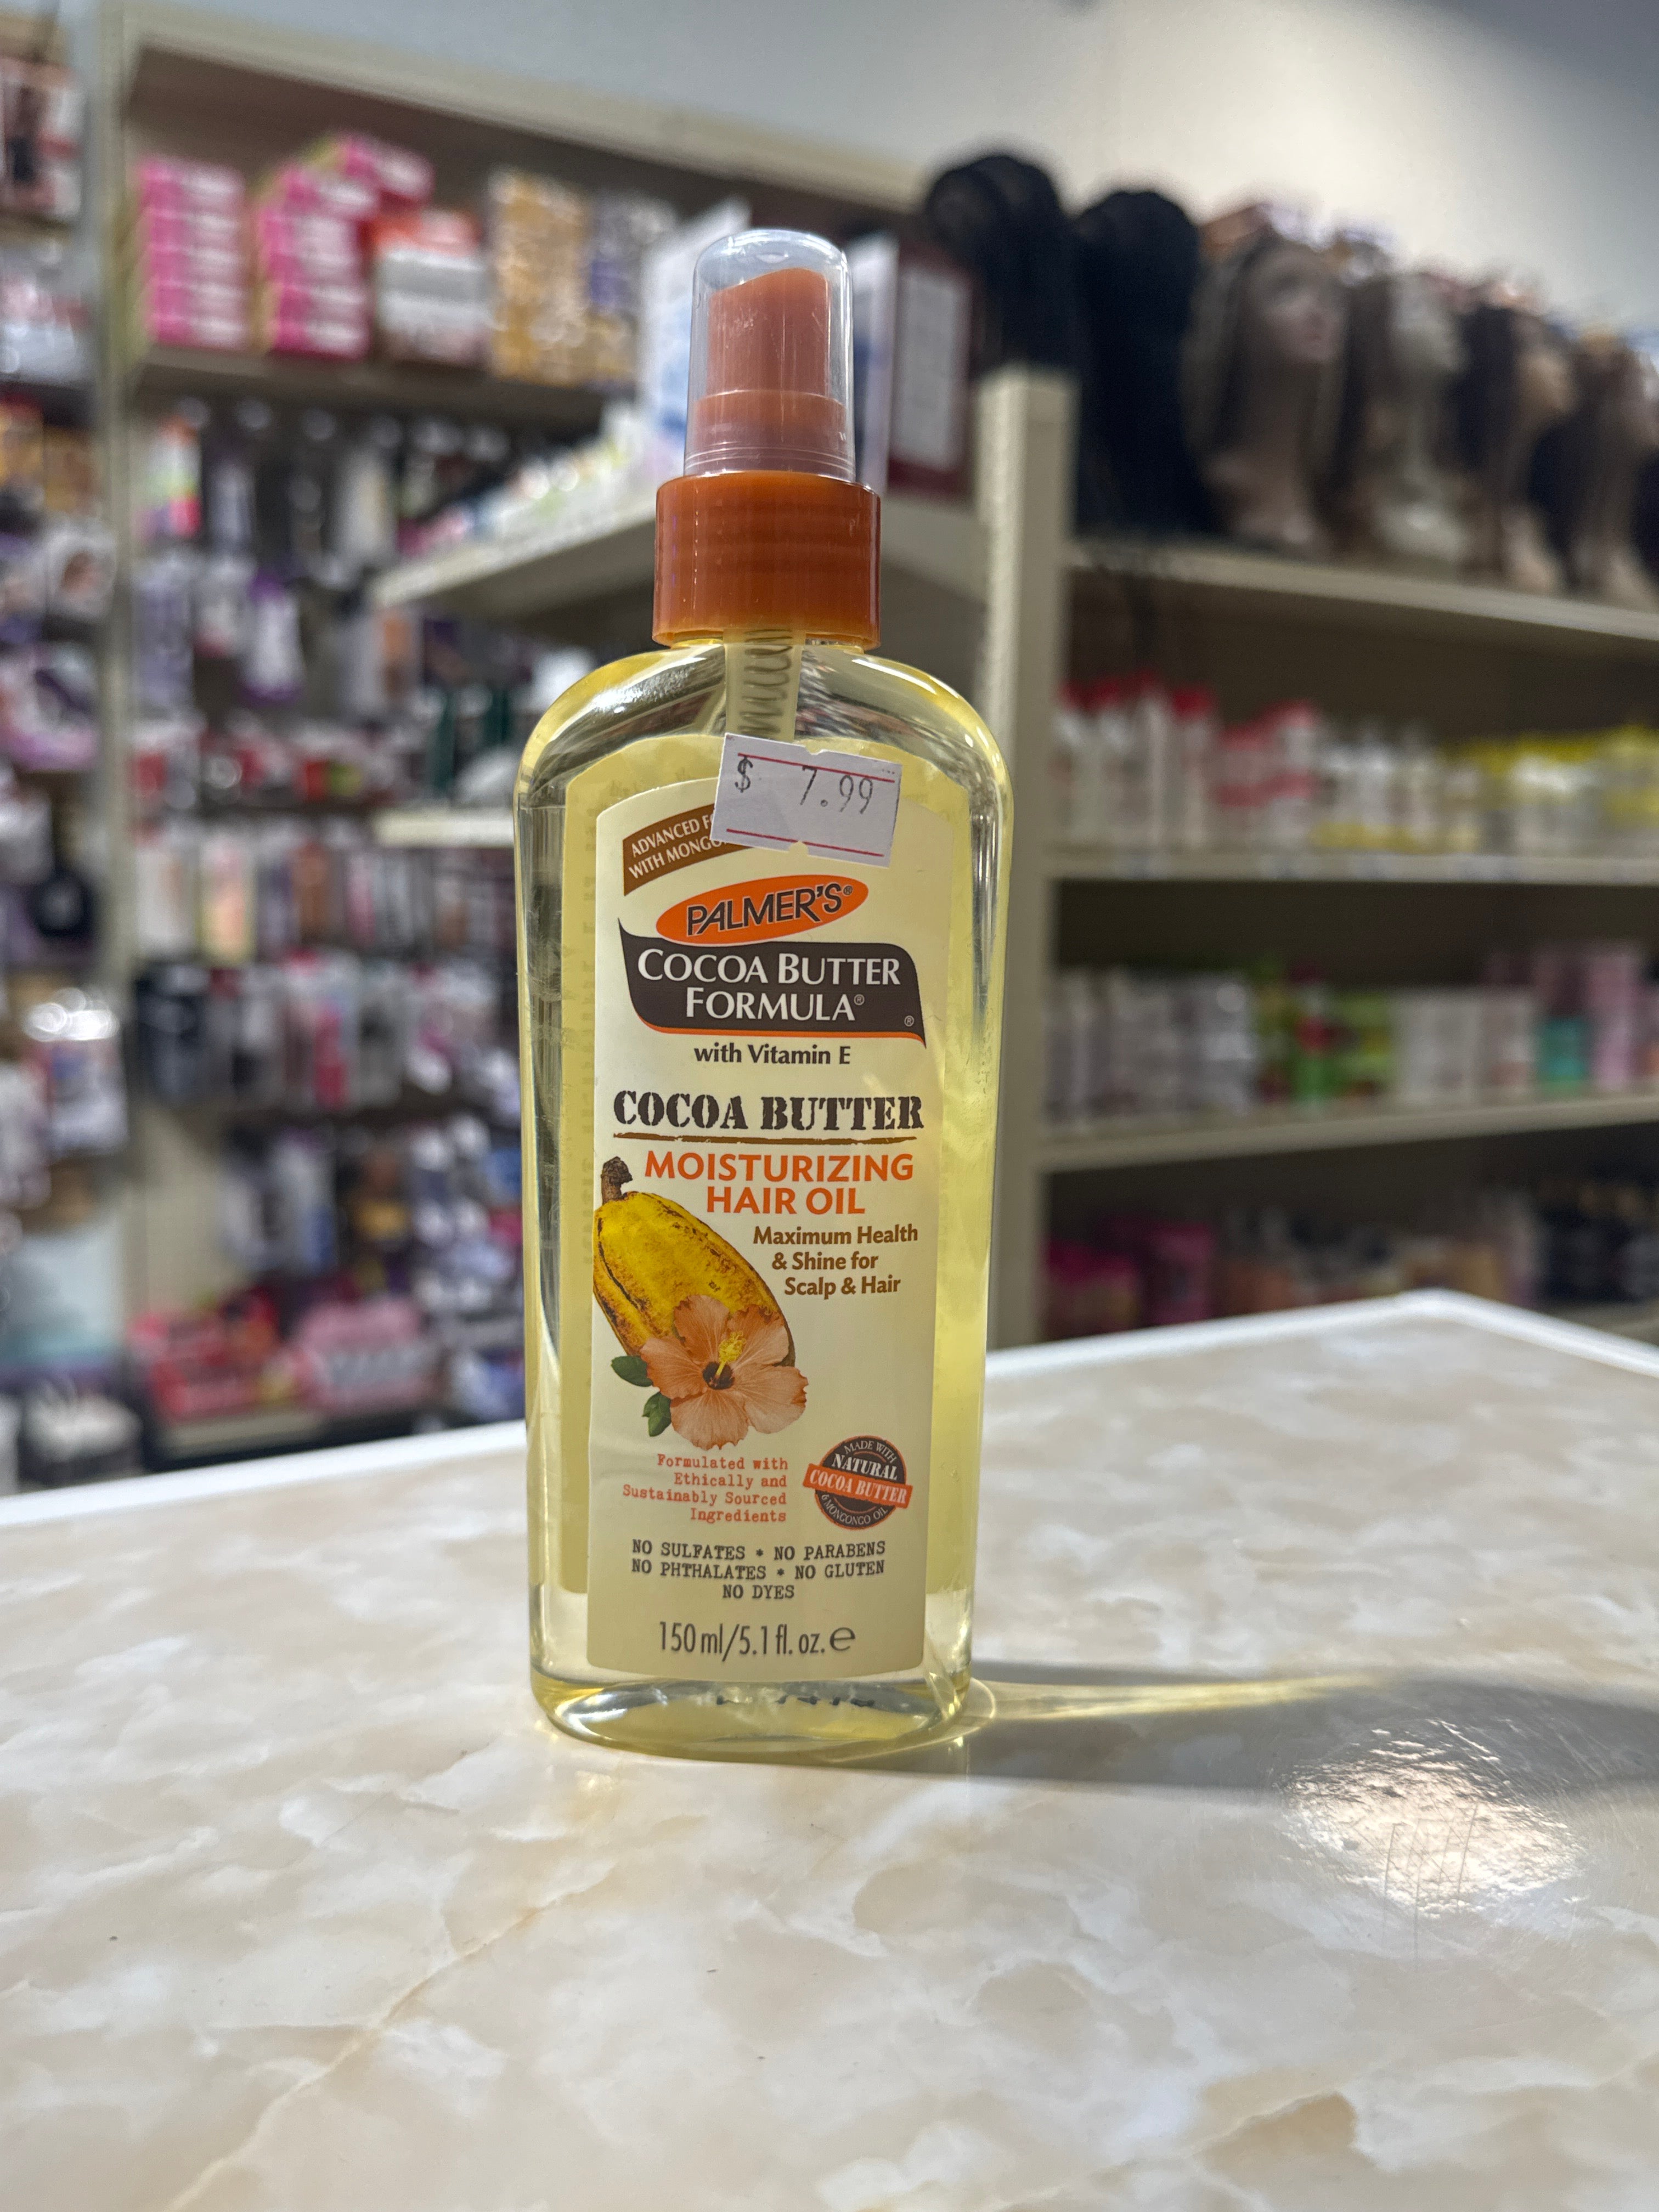 $ 7.99
ADVANCED
WITH
PALMER'S®
COCOA BUTTER
FORMULA®
®
with Vitamin E
COCOA BUTTER
MOISTURIZING
HAIR OIL
Maximum Health
& Shine for
Scalp & Hair
Formulated with
Ethically and
Sustainably Sourced
Ingredients
MADE WITH
NATURAL
COCOA BUTTER
& MONGONGO OIL
NO SULFATES * NO PARABENS
NO PHTHALATES * NO GLUTEN
NO DYES
150 ml/5.1 fl. oz. ℮